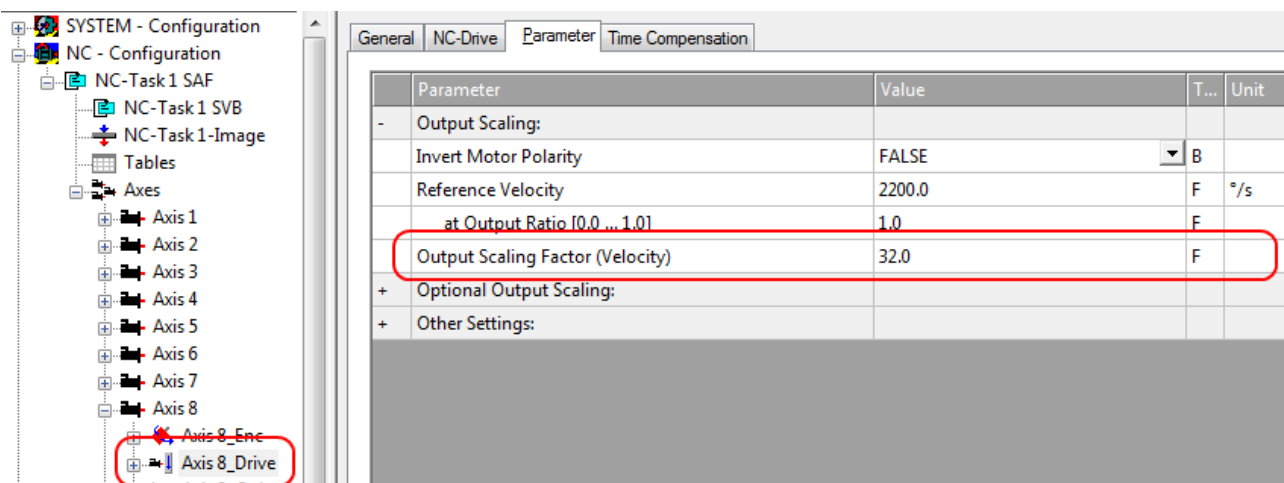 SYSTEM - Configuration
NC - Configuration
NC-Task 1 SAF
NC-Task 1 SVB
NC-Task 1-Image
Tables
Axes
Axis 1
Axis 2
Axis 3
Axis 4
Axis 5
Axis 6
Axis 7
Axis 8
Axis 8_Enc
Axis 8_Drive
General NC-Drive Parameter Time Compensation
Parameter Value T... Unit
- Output Scaling:
Invert Motor Polarity FALSE B
Reference Velocity 2200.0 F °/s
at Output Ratio [0.0 ... 1.0] 1.0 F
Output Scaling Factor (Velocity) 32.0 F
+ Optional Output Scaling:
+ Other Settings: